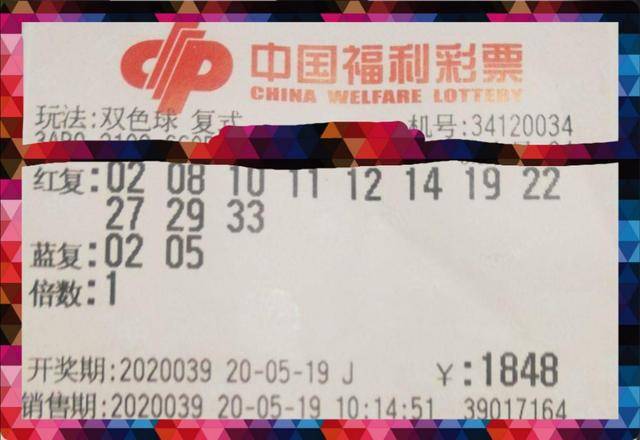 中国福利彩票
CHINA WELFARE LOTTERY
玩法:双色球 复式
机号:34120034
红复:02 08 10 11 12 14 19 22
27 29 33
蓝复:02 05
倍数:1
开奖期:2020039 20-05-19 J ¥:1848
销售期:2020039 20-05-19 10:14:51 39017164